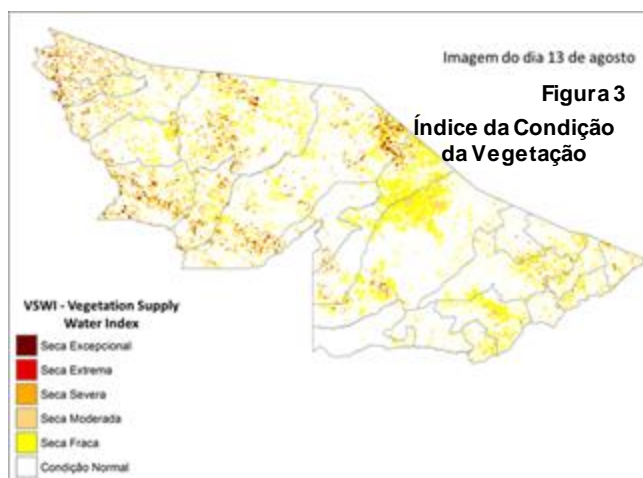 Imagem do dia 13 de agosto
Figura 3
Índice da Condição
da Vegetação
VSWI - Vegetation Supply
Water Index
Seca Excepcional
Seca Extrema
Seca Severa
Seca Moderada
Seca Fraca
Condição Normal